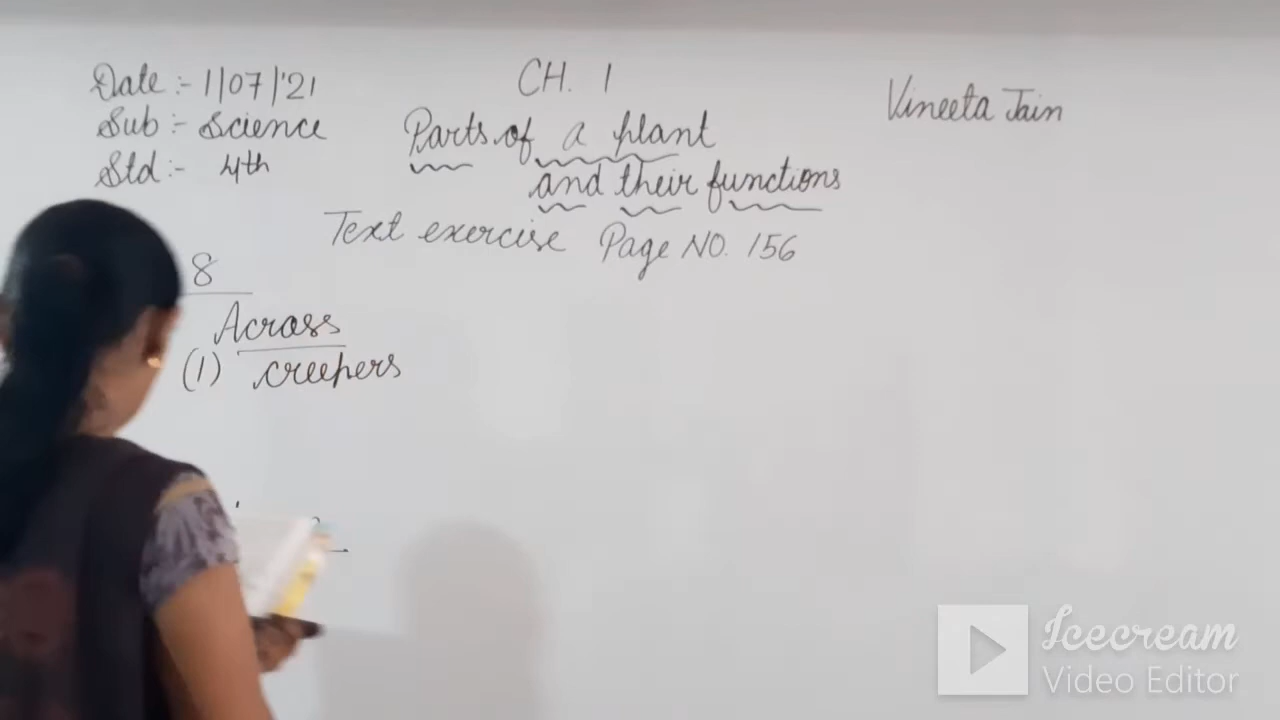 Date :- 1/07/'21
Sub :- Science
Std :- 4th
CH. 1
Parts of a plant
and their functions
Vineeta Jain
Text exercise Page NO. 156
8
Across
(1) creepers
Icecream
Video Editor